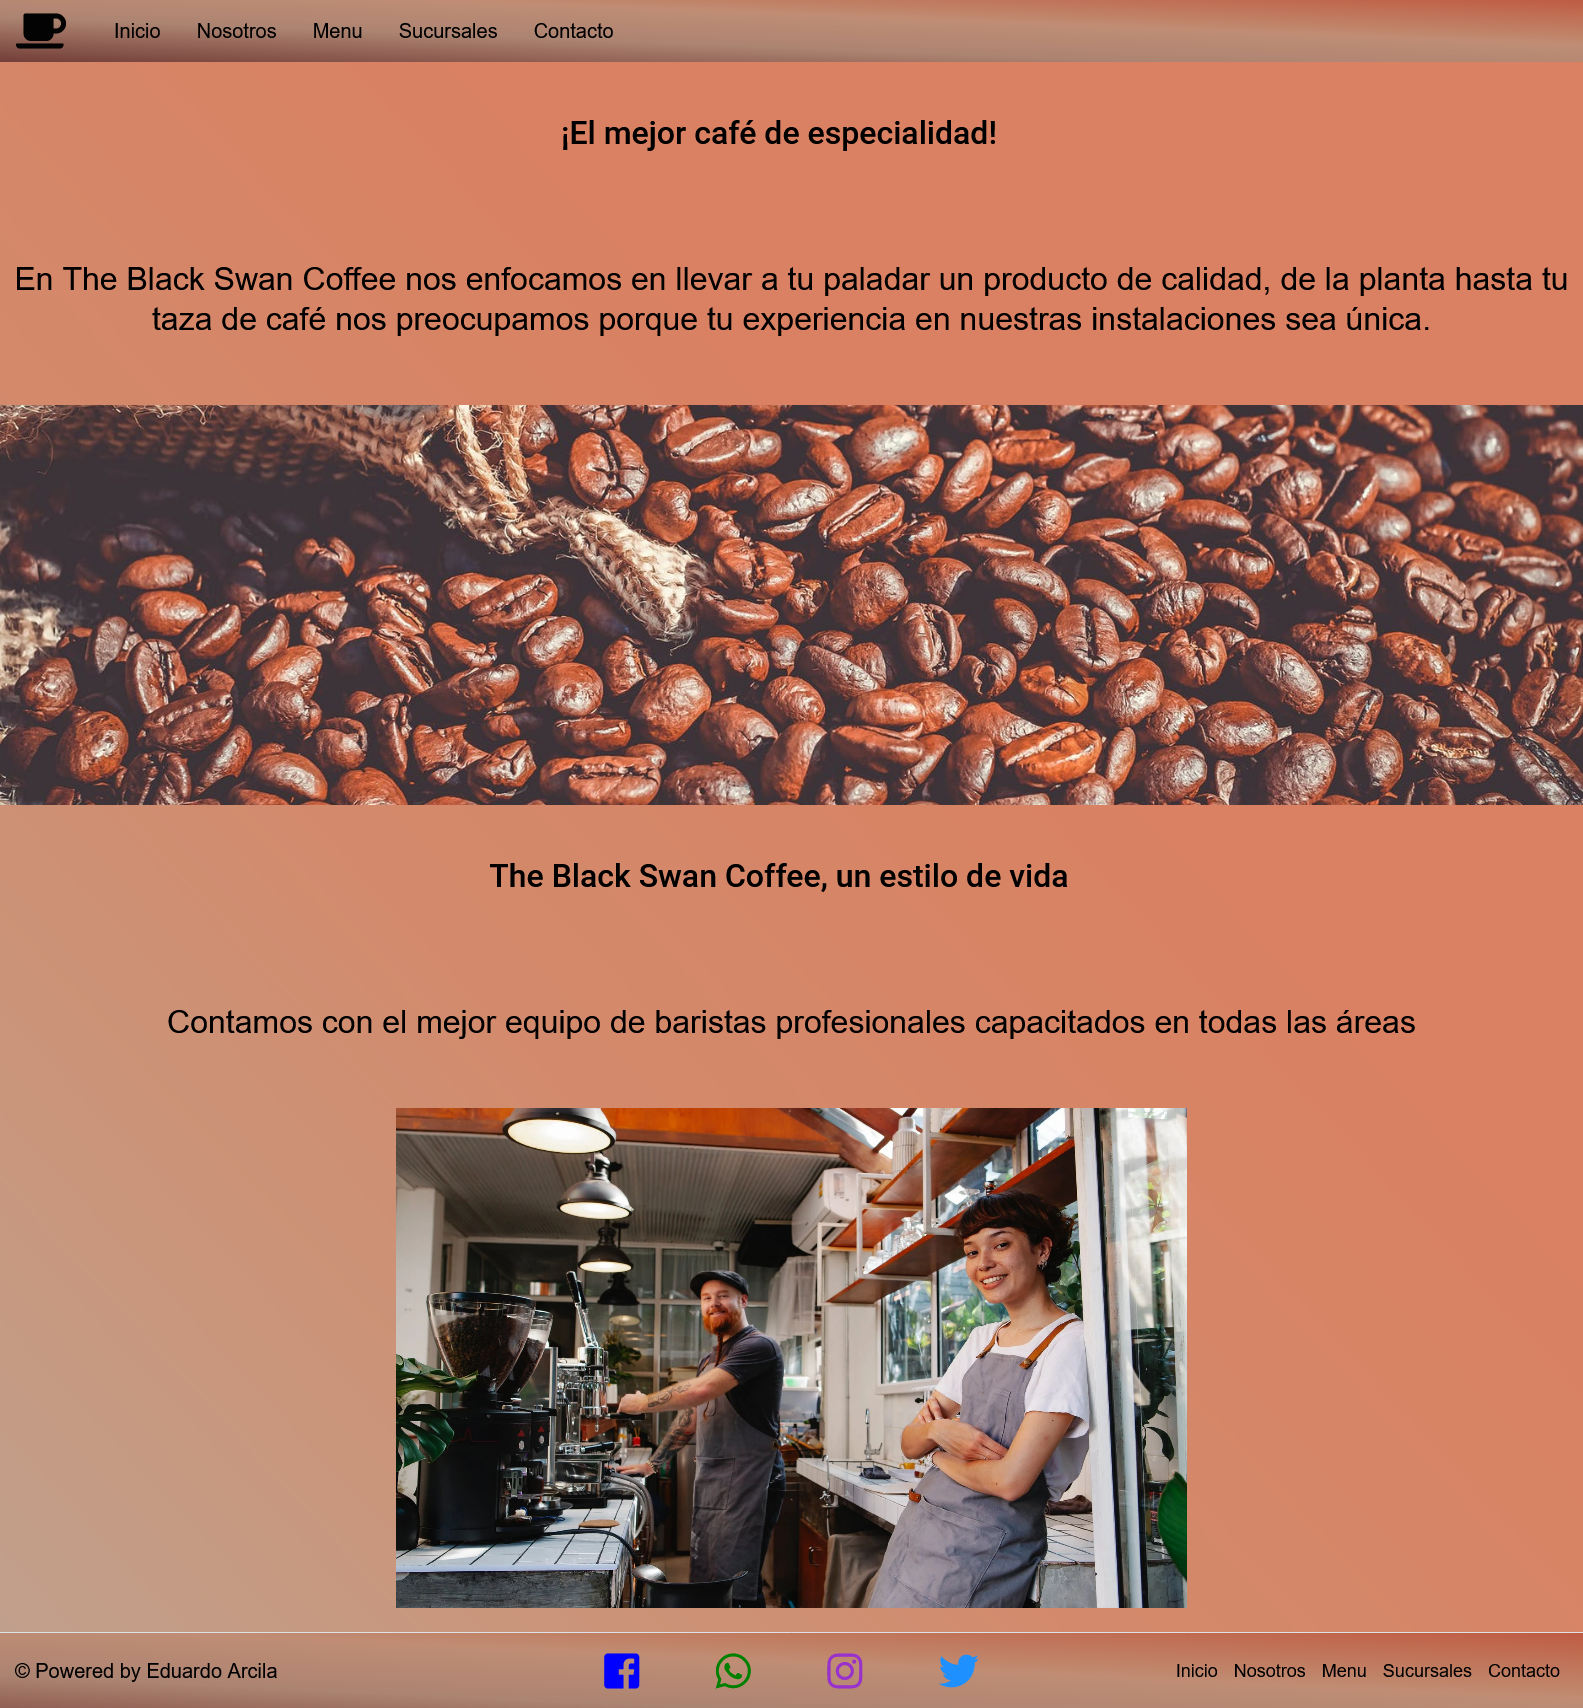 Inicio Nosotros Menu Sucursales Contacto
¡El mejor café de especialidad!
En The Black Swan Coffee nos enfocamos en llevar a tu paladar un producto de calidad, de la planta hasta tu
taza de café nos preocupamos porque tu experiencia en nuestras instalaciones sea única.
The Black Swan Coffee, un estilo de vida
Contamos con el mejor equipo de baristas profesionales capacitados en todas las áreas
© Powered by Eduardo Arcila
Inicio Nosotros Menu Sucursales Contacto